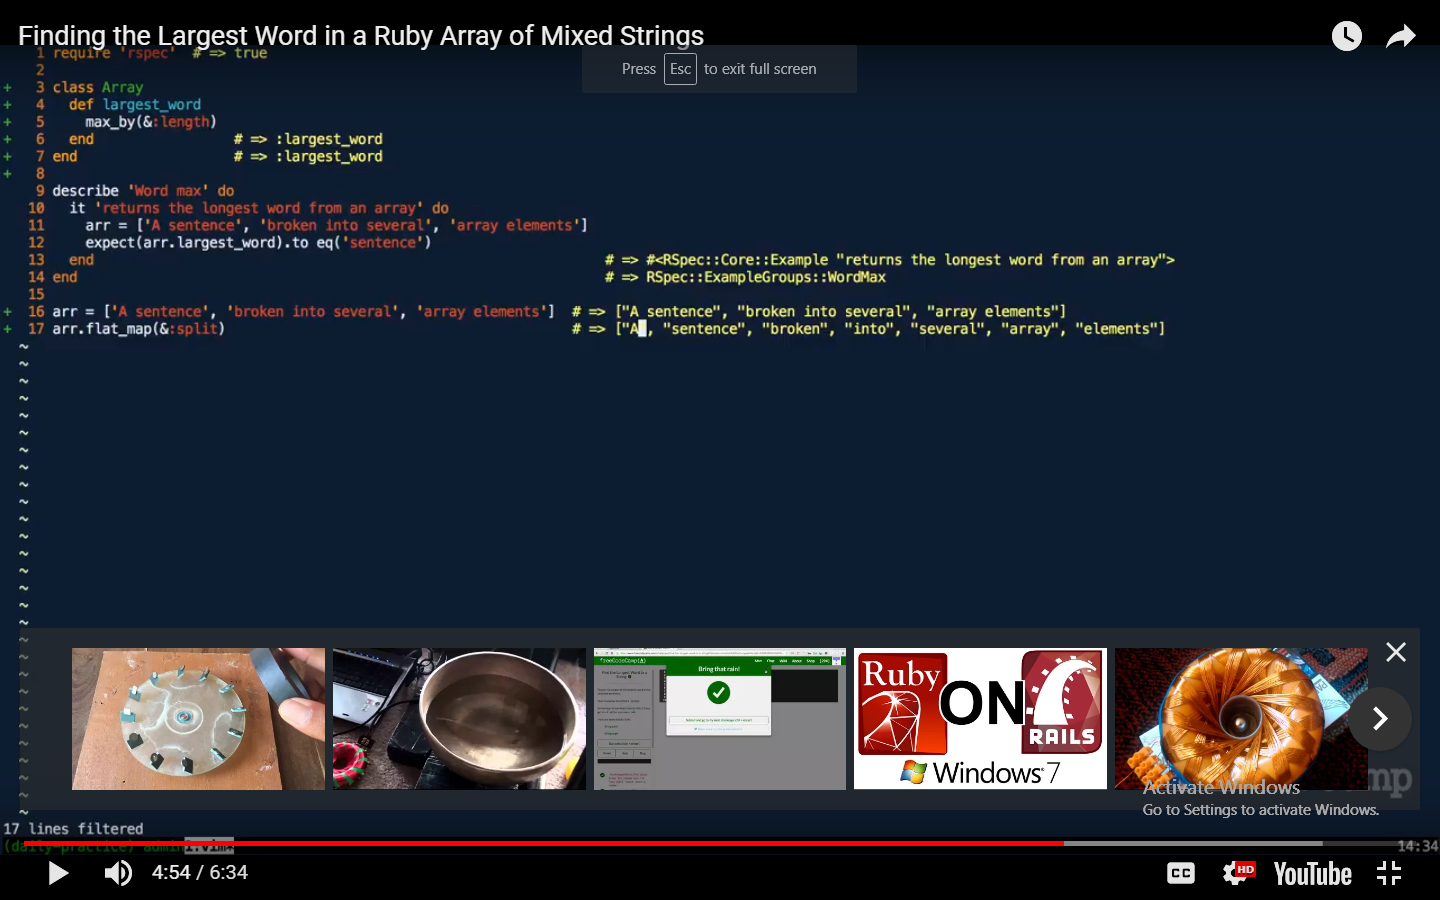 Finding the Largest Word in a Ruby Array of Mixed Strings
Press Esc to exit full screen
1 require 'rspec' # => true
2
+ 3 class Array
+ 4 def largest_word
+ 5 max_by(&:length)
+ 6 end # => :largest_word
+ 7 end # => :largest_word
+ 8
9 describe 'Word max' do
10 it 'returns the longest word from an array' do
11 arr = ['A sentence', 'broken into several', 'array elements']
12 expect(arr.largest_word).to eq('sentence')
13 end # => #<RSpec::Core::Example "returns the longest word from an array">
14 end # => RSpec::ExampleGroups::WordMax
15
+ 16 arr = ['A sentence', 'broken into several', 'array elements'] # => ["A sentence", "broken into several", "array elements"]
+ 17 arr.flat_map(&:split) # => ["A", "sentence", "broken", "into", "several", "array", "elements"]
freeCodeCamp
Bring that rain!
Ruby ON RAILS
Windows 7
mp
Activate Windows
Go to Settings to activate Windows.
17 lines filtered
(daily-practice) admin
14:34
4:54 / 6:34
CC
HD
YouTube